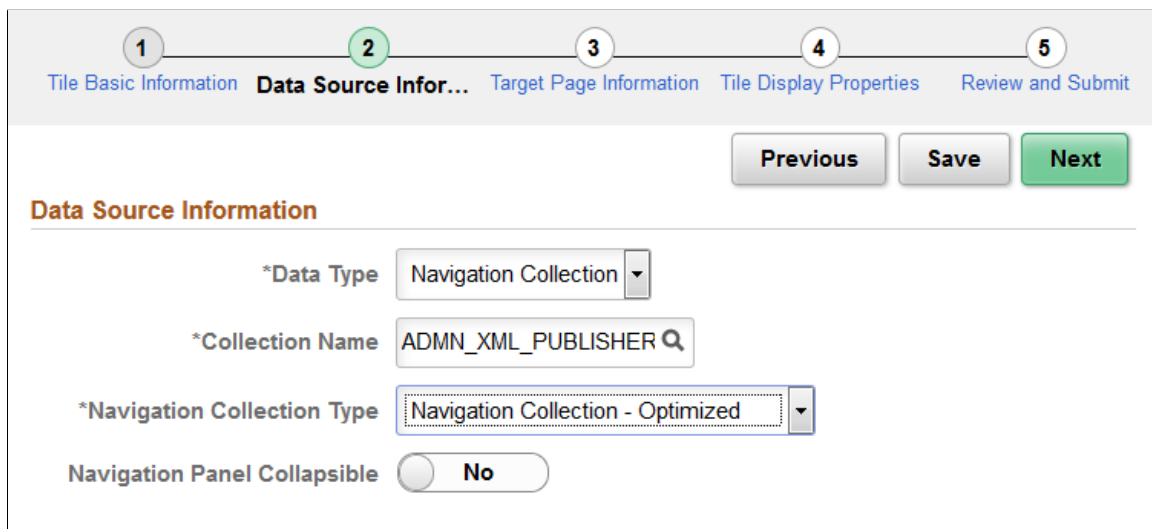 1 2 3 4 5
Tile Basic Information Data Source Infor... Target Page Information Tile Display Properties Review and Submit
Previous Save Next
Data Source Information
*Data Type Navigation Collection
*Collection Name ADMN_XML_PUBLISHER
*Navigation Collection Type Navigation Collection - Optimized
Navigation Panel Collapsible No